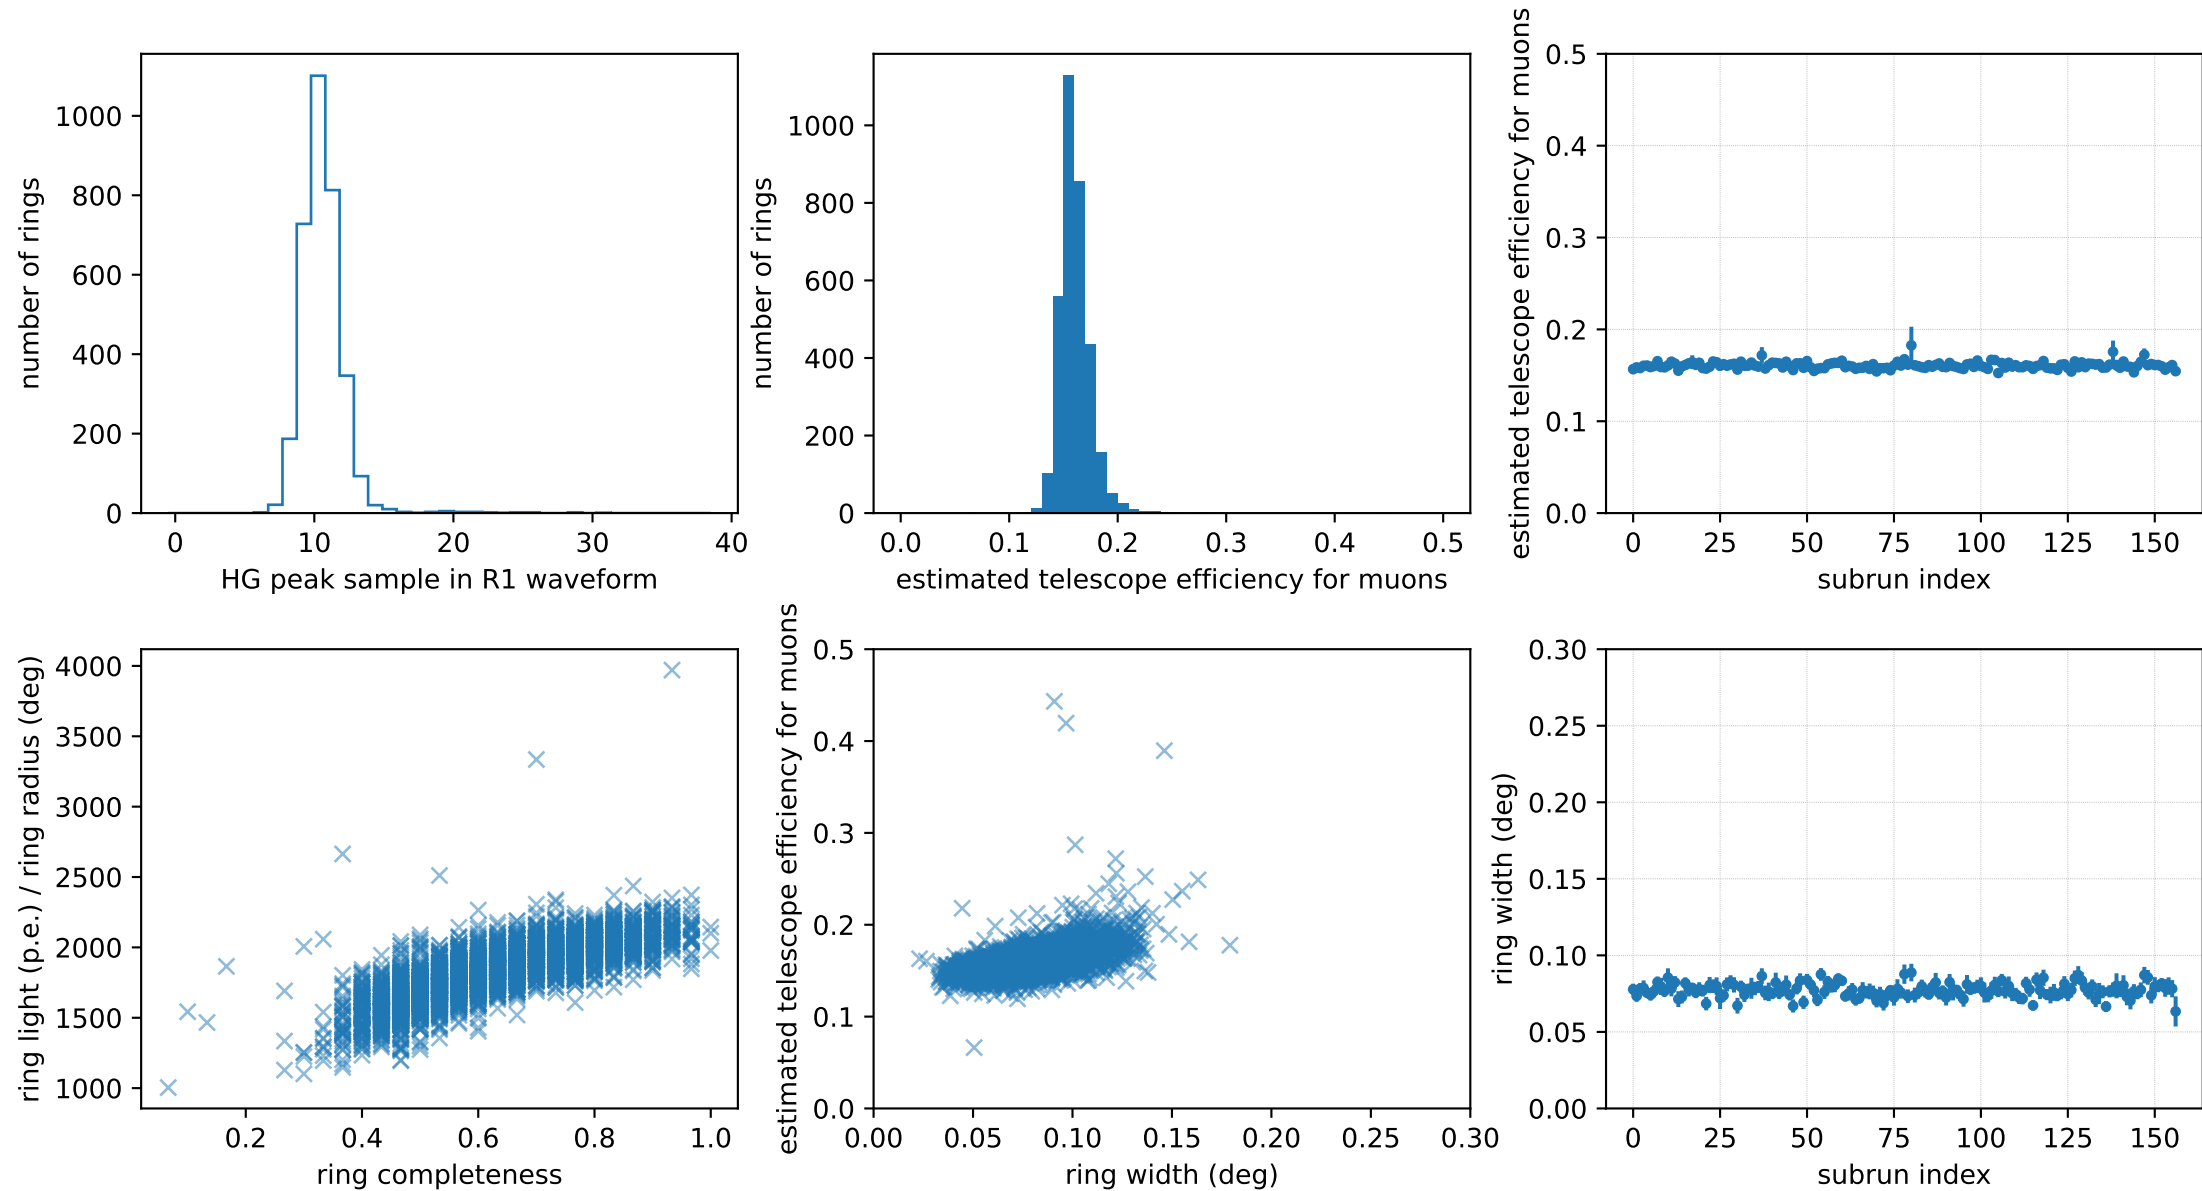 number of rings
1000
800
600
400
200
0
0 10 20 30 40
HG peak sample in R1 waveform
number of rings
1000
800
600
400
200
0
0.0 0.1 0.2 0.3 0.4 0.5
estimated telescope efficiency for muons
estimated telescope efficiency for muons
0.5
0.4
0.3
0.2
0.1
0.0
0 25 50 75 100 125 150
subrun index
ring light (p.e.) / ring radius (deg)
4000
3500
3000
2500
2000
1500
1000
0.2 0.4 0.6 0.8 1.0
ring completeness
estimated telescope efficiency for muons
0.5
0.4
0.3
0.2
0.1
0.0
0.00 0.05 0.10 0.15 0.20 0.25 0.30
ring width (deg)
ring width (deg)
0.30
0.25
0.20
0.15
0.10
0.05
0.00
0 25 50 75 100 125 150
subrun index